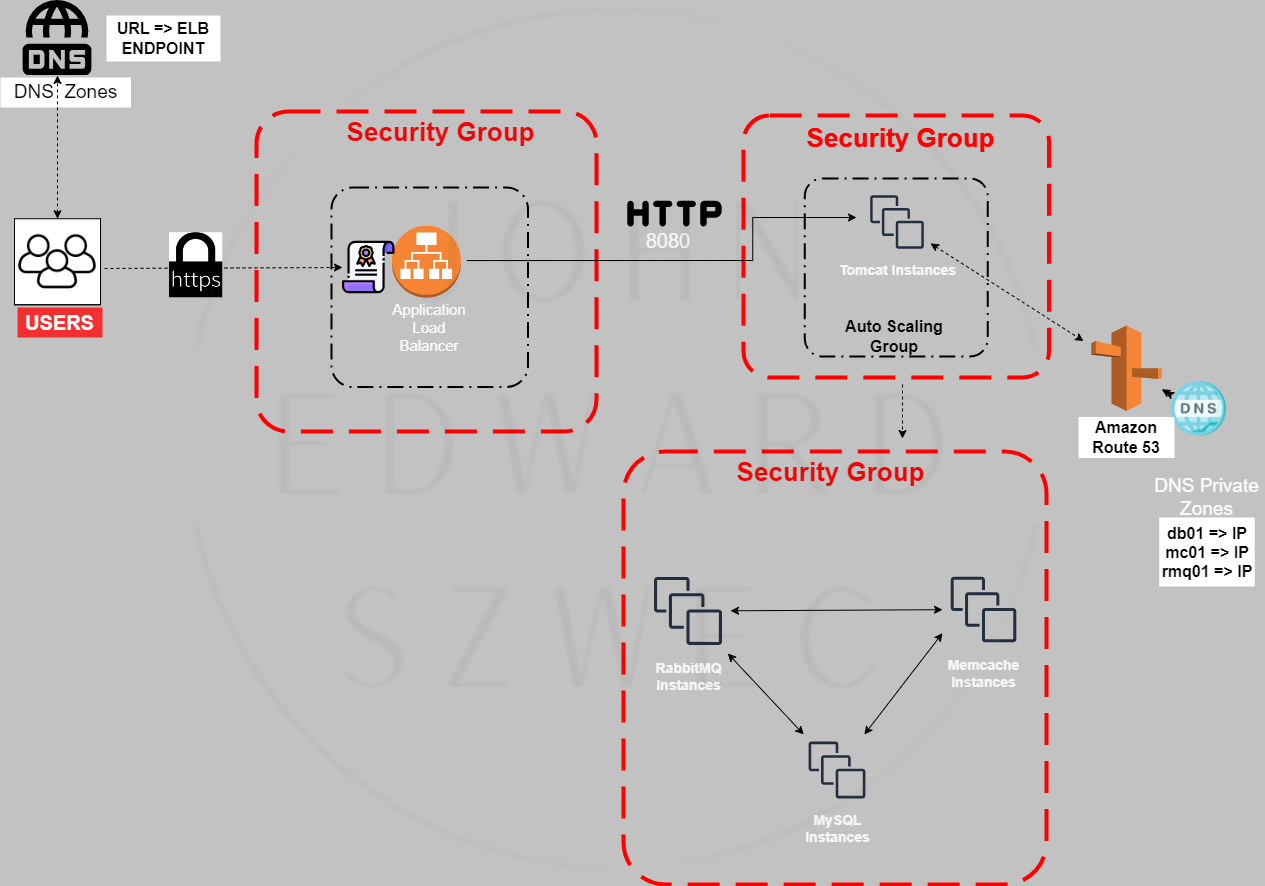 DNS
URL => ELB
ENDPOINT
DNS Zones
USERS
https
Security Group
Application
Load
Balancer
HTTP
8080
Security Group
Tomcat Instances
Auto Scaling
Group
Amazon
Route 53
DNS
DNS Private
Zones
db01 => IP
mc01 => IP
rmq01 => IP
Security Group
RabbitMQ
Instances
Memcache
Instances
MySQL
Instances
JOHN
EDWARD
SZWEC